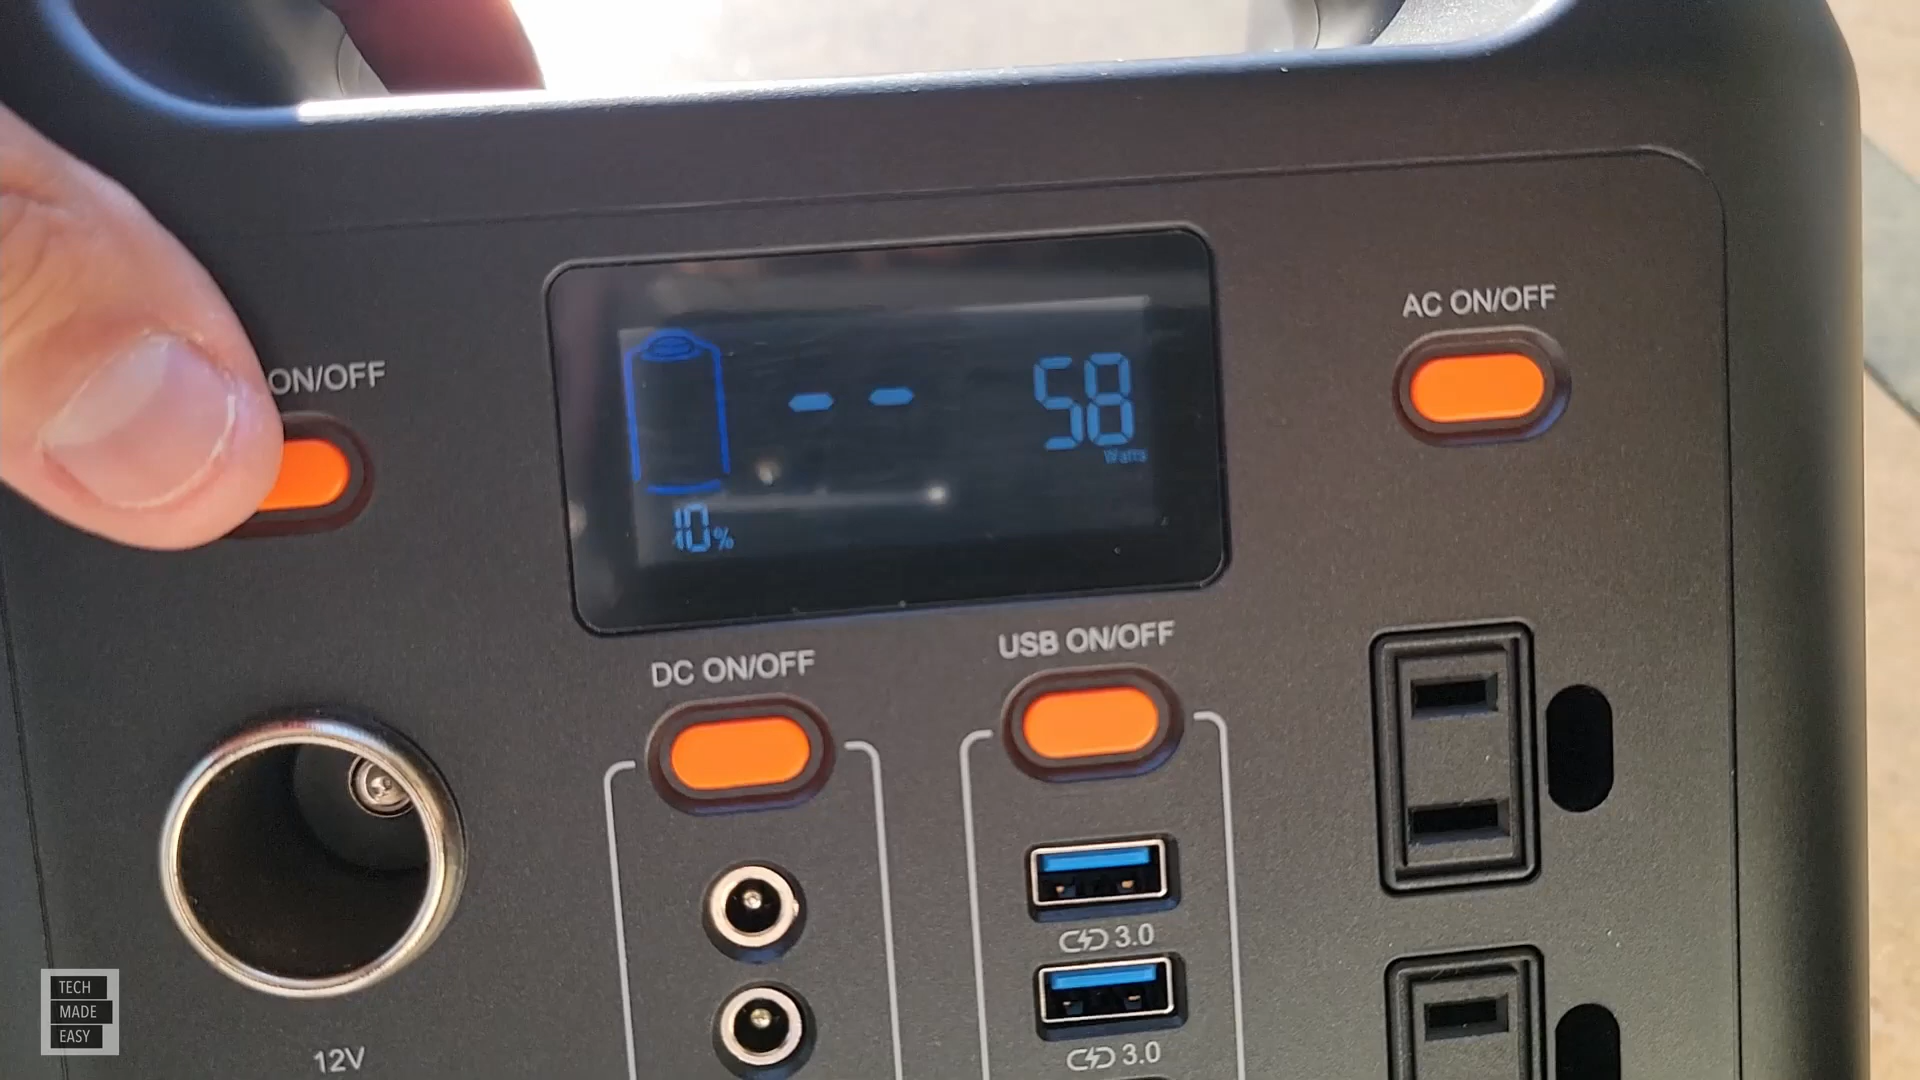 ON/OFF
AC ON/OFF
-- 58
Watts
10%
DC ON/OFF
USB ON/OFF
3.0
3.0
12V
TECH
MADE
EASY